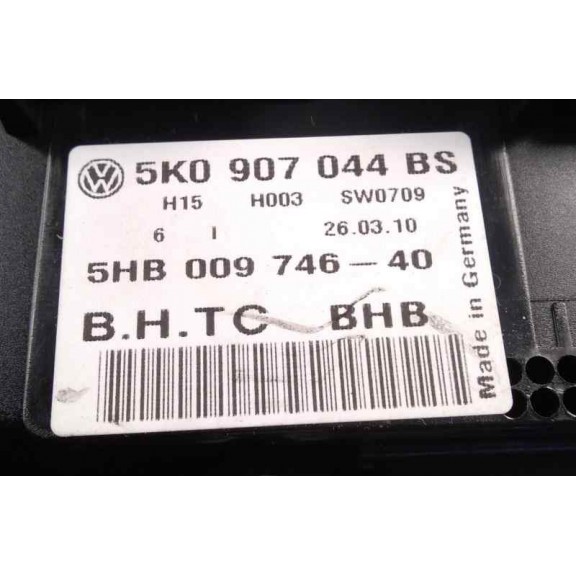 5K0 907 044 BS
H15 H003 SW0709
6 I 26.03.10
5HB 009 746-40
B.H.TC BHB
Made in Germany